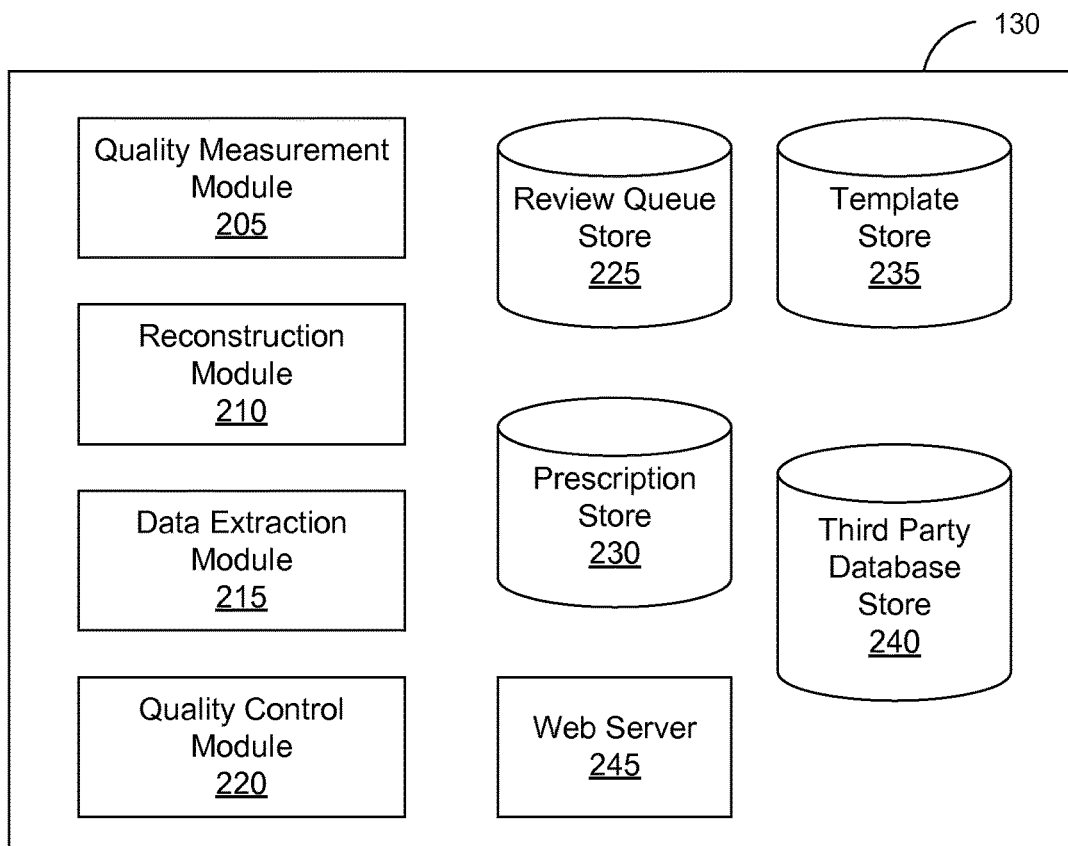 130
Quality Measurement
Module
205
Reconstruction
Module
210
Data Extraction
Module
215
Quality Control
Module
220
Review Queue
Store
225
Prescription
Store
230
Web Server
245
Template
Store
235
Third Party
Database
Store
240